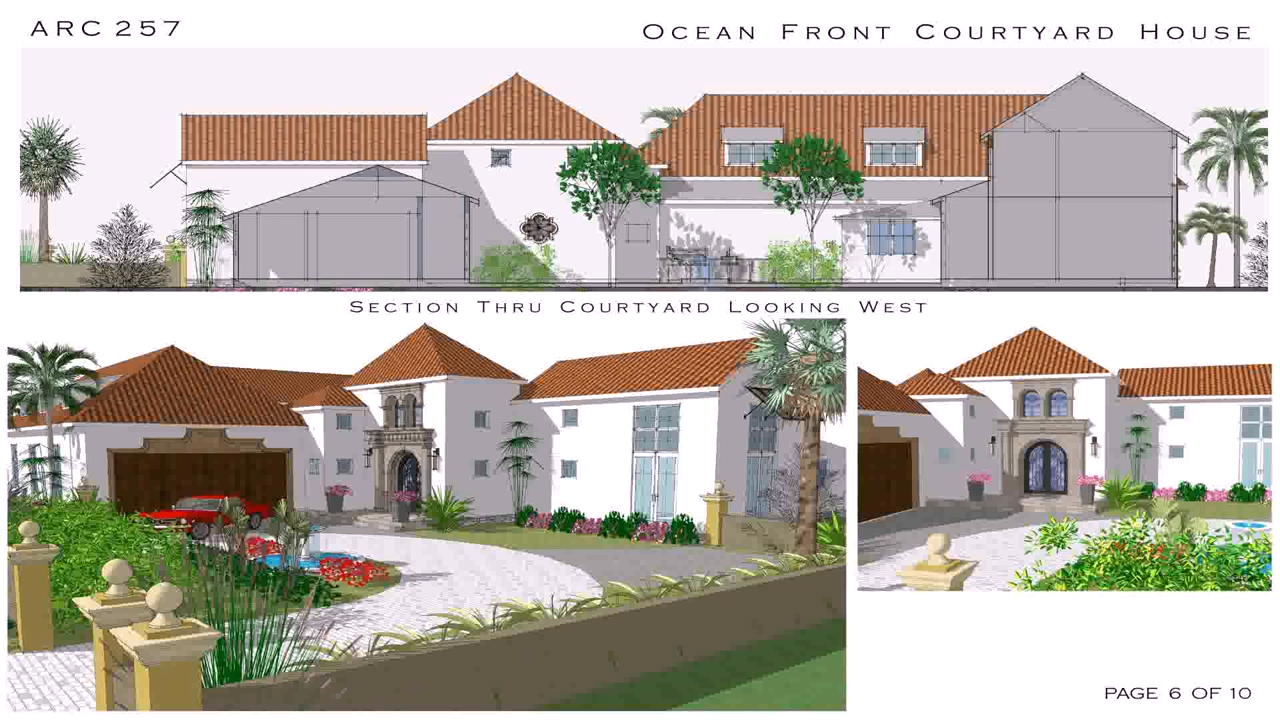 ARC 257
OCEAN FRONT COURTYARD HOUSE
SECTION THRU COURTYARD LOOKING WEST
PAGE 6 OF 10